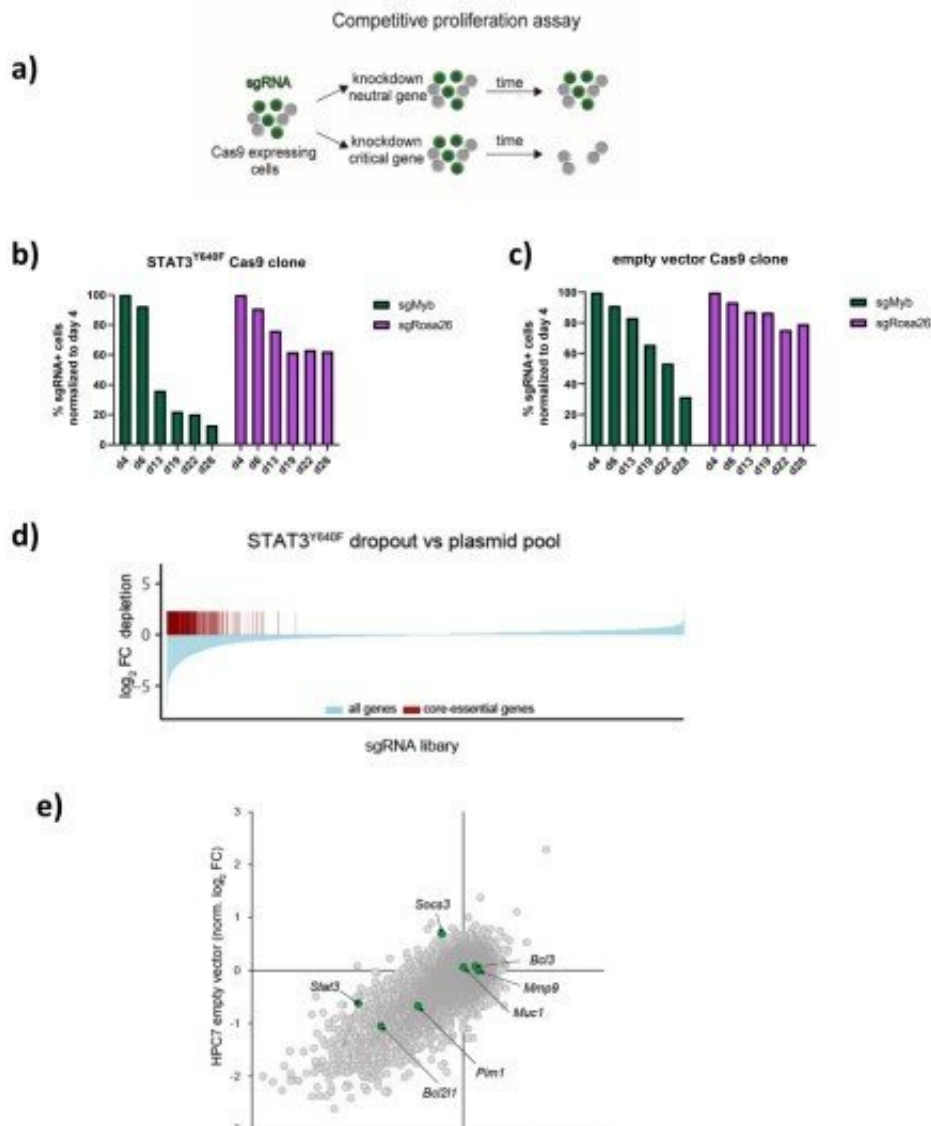 Competitive proliferation assay
a)
sgRNA
Cas9 expressing
cells
knockdown
neutral gene
time
knockdown
critical gene
time
b)
STAT3Y640F Cas9 clone
% sgRNA+ cells
normalized to day 4
100
80
60
40
20
0
d4
d6
d13
d19
d22
d26
d4
d6
d13
d19
d22
d26
sgMyb
sgRosa26
c)
empty vector Cas9 clone
% sgRNA+ cells
normalized to day 4
100
80
60
40
20
0
d4
d6
d13
d19
d22
d28
d4
d6
d13
d19
d22
d28
sgMyb
sgRosa26
d)
STAT3Y640F dropout vs plasmid pool
log2 FC depletion
5
0
-5
all genes
core-essential genes
sgRNA libary
e)
HPC7 empty vector (norm. log2 FC)
3
2
1
0
-1
-2
Socs3
Stat3
Bcl3
Mmp9
Muc1
Pim1
Bcl2l1